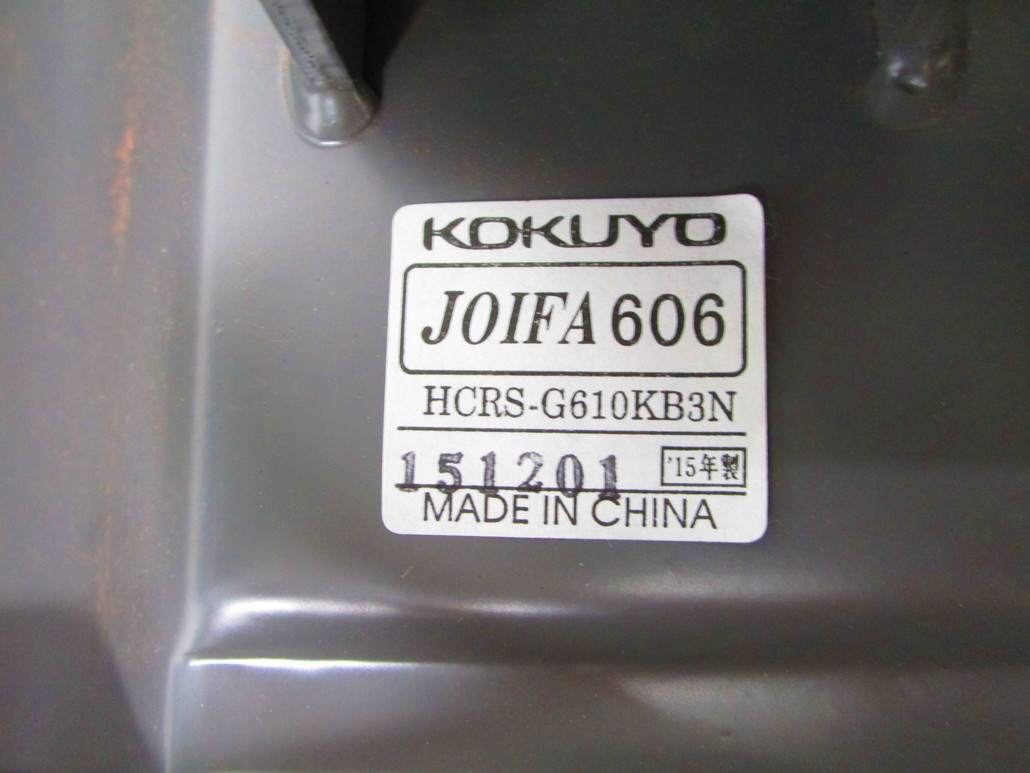 KOKUYO
JOIFA 606
HCRS-G610KB3N
151201 '15年製
MADE IN CHINA